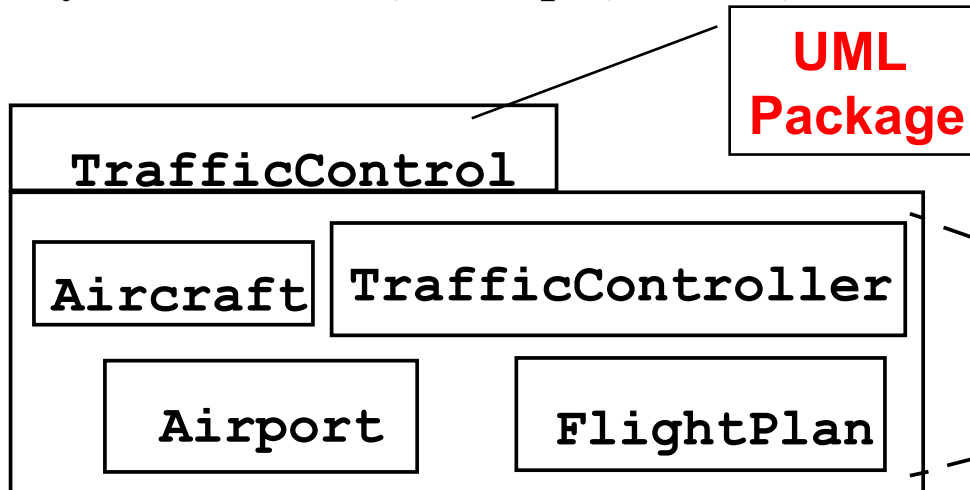 UML
Package
TrafficControl
Aircraft
TrafficController
Airport
FlightPlan